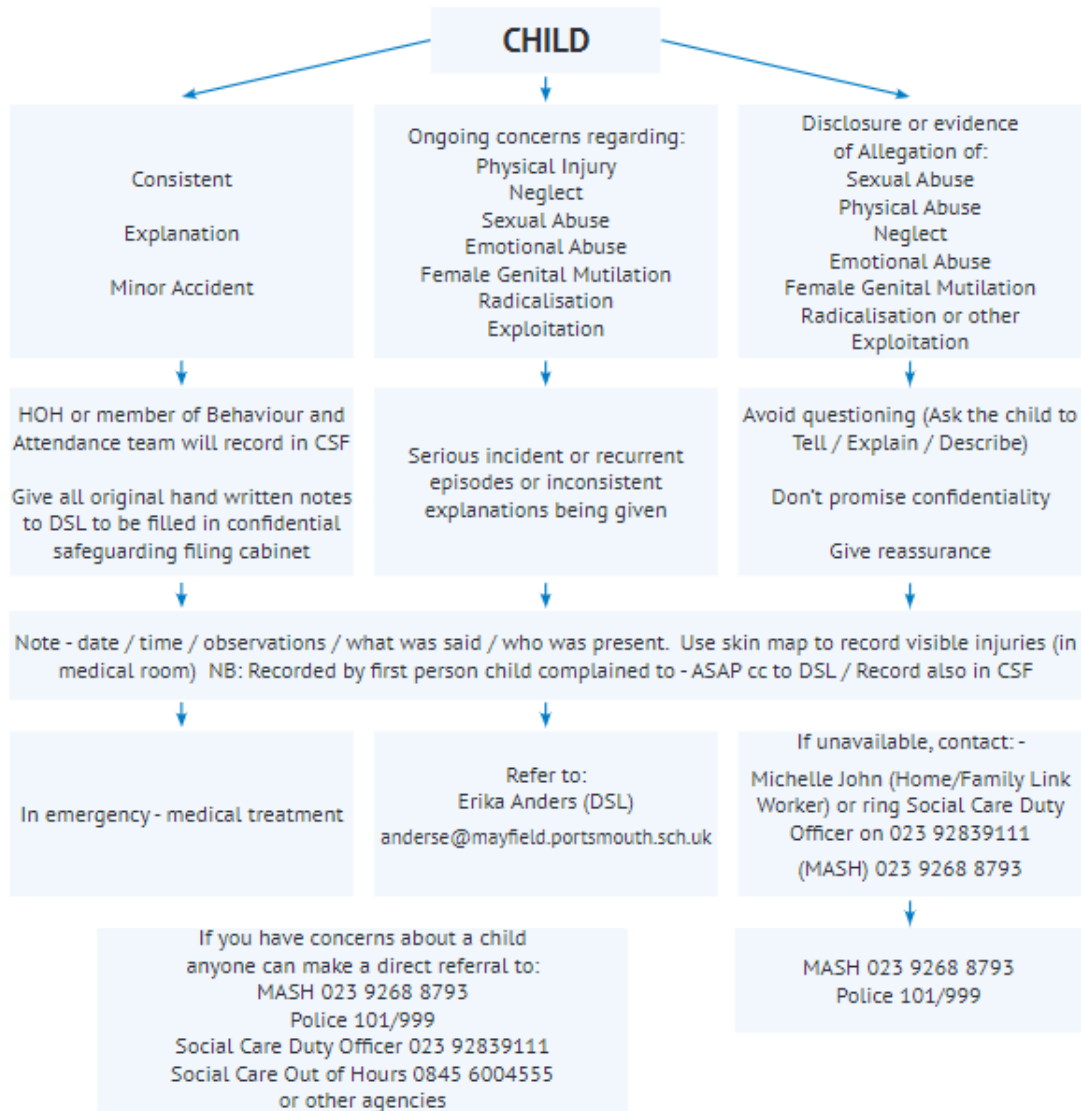 CHILD
Consistent
Explanation
Minor Accident
Ongoing concerns regarding:
Physical Injury
Neglect
Sexual Abuse
Emotional Abuse
Female Genital Mutilation
Radicalisation
Exploitation
Disclosure or evidence
of Allegation of:
Sexual Abuse
Physical Abuse
Neglect
Emotional Abuse
Female Genital Mutilation
Radicalisation or other
Exploitation
HOH or member of Behaviour and
Attendance team will record in CSF
Give all original hand written notes
to DSL to be filled in confidential
safeguarding filing cabinet
Serious incident or recurrent
episodes or inconsistent
explanations being given
Avoid questioning (Ask the child to
Tell / Explain / Describe)
Don't promise confidentiality
Give reassurance
Note - date / time / observations / what was said / who was present. Use skin map to record visible injuries (in
medical room) NB: Recorded by first person child complained to - ASAP cc to DSL / Record also in CSF
In emergency - medical treatment
Refer to:
Erika Anders (DSL)
anderse@mayfield.portsmouth.sch.uk
If unavailable, contact: -
Michelle John (Home/Family Link
Worker) or ring Social Care Duty
Officer on 023 92839111
(MASH) 023 9268 8793
If you have concerns about a child
anyone can make a direct referral to:
MASH 023 9268 8793
Police 101/999
Social Care Duty Officer 023 92839111
Social Care Out of Hours 0845 6004555
or other agencies
MASH 023 9268 8793
Police 101/999